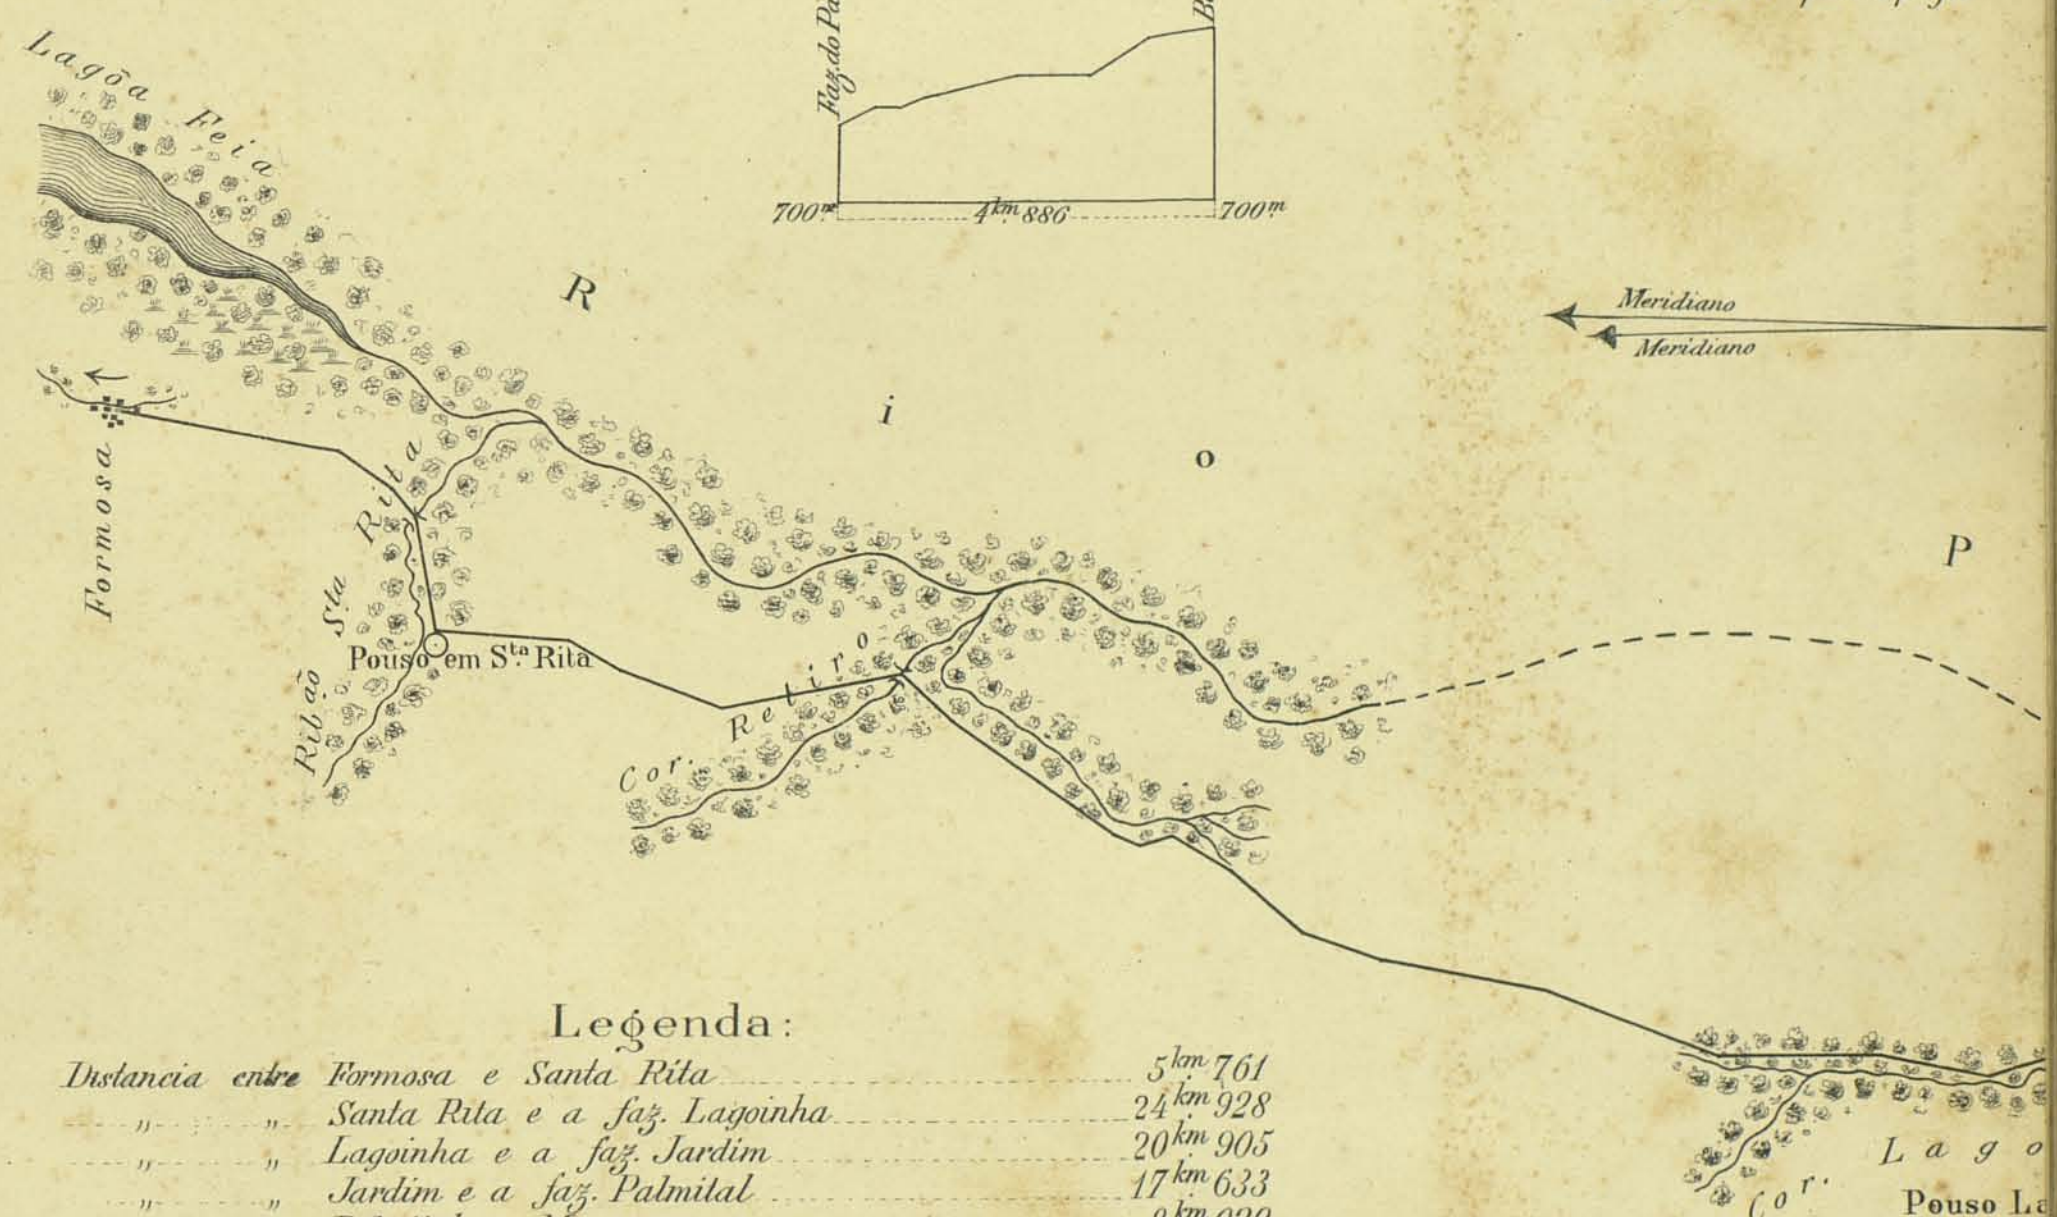 Lagôa Feia
Faz. do Pa
700m
4km 886
700m
R i o P
Meridiano
Meridiano
Formosa
Ribão Sta Rita
Pouso em Sta. Rita
Cor. Retiro
Legenda:
Distancia entre Formosa e Santa Rita 5km 761
„ „ Santa Rita e a faz. Lagoinha 24km 928
„ „ Lagoinha e a faz. Jardim 20km 905
„ „ Jardim e a faz. Palmital 17km 633
Cor. Lago
Pouso La